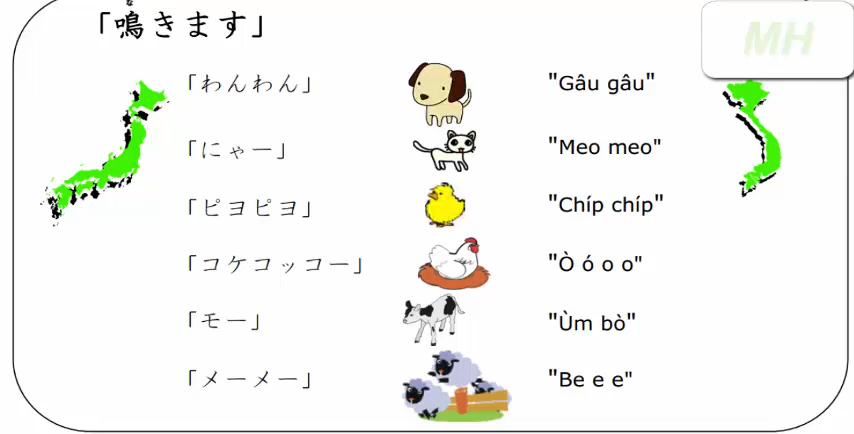 「鳴きます」
な
MH
「わんわん」 "Gâu gâu"
「にゃー」 "Meo meo"
「ピヨピヨ」 "Chíp chíp"
「コケコッコー」 "Ò ó o o"
「モー」 "Ùm bò"
「メーメー」 "Be e e"